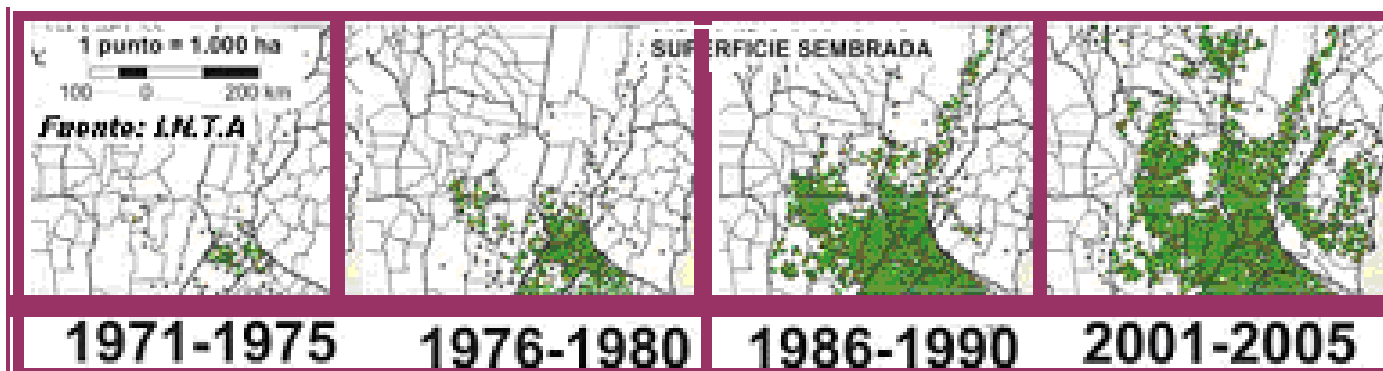 1 punto = 1.000 ha
100 0 200 km
Fuente: I.N.T.A
SUPERFICIE SEMBRADA
1971-1975
1976-1980
1986-1990
2001-2005